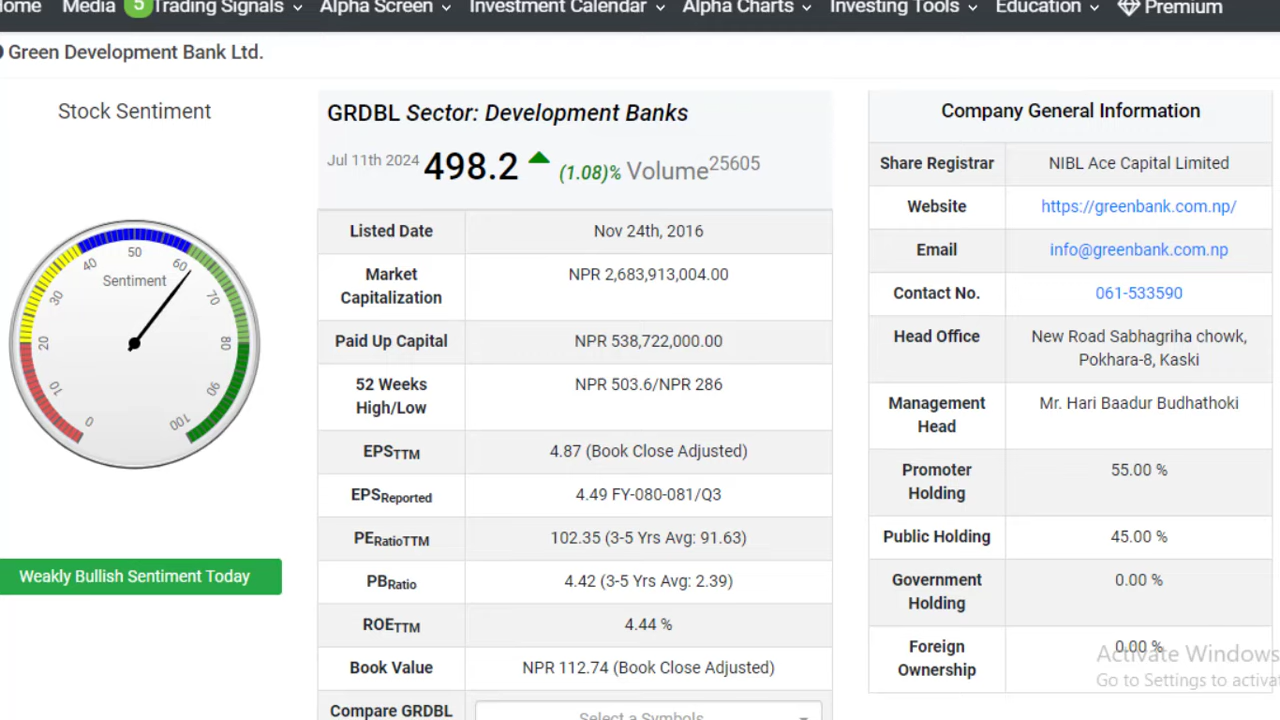 ome Media 5 Trading Signals Alpha Screen Investment Calendar Alpha Charts Investing Tools Education Premium
Green Development Bank Ltd.
Stock Sentiment
0
10
20
30
40
50
60
70
80
90
100
Sentiment
Weakly Bullish Sentiment Today
GRDBL Sector: Development Banks
Jul 11th 2024 498.2 (1.08)% Volume25605
Listed Date Nov 24th, 2016
Market Capitalization NPR 2,683,913,004.00
Paid Up Capital NPR 538,722,000.00
52 Weeks High/Low NPR 503.6/NPR 286
EPSTTM 4.87 (Book Close Adjusted)
EPSReported 4.49 FY-080-081/Q3
PERatioTTM 102.35 (3-5 Yrs Avg: 91.63)
PBRatio 4.42 (3-5 Yrs Avg: 2.39)
ROETTM 4.44 %
Book Value NPR 112.74 (Book Close Adjusted)
Compare GRDBL Select a Symbols
Company General Information
Share Registrar NIBL Ace Capital Limited
Website https://greenbank.com.np/
Email info@greenbank.com.np
Contact No. 061-533590
Head Office New Road Sabhagriha chowk,
Pokhara-8, Kaski
Management Head Mr. Hari Baadur Budhathoki
Promoter Holding 55.00 %
Public Holding 45.00 %
Government Holding 0.00 %
Foreign Ownership 0.00 %
Activate Windows
Go to Settings to activa